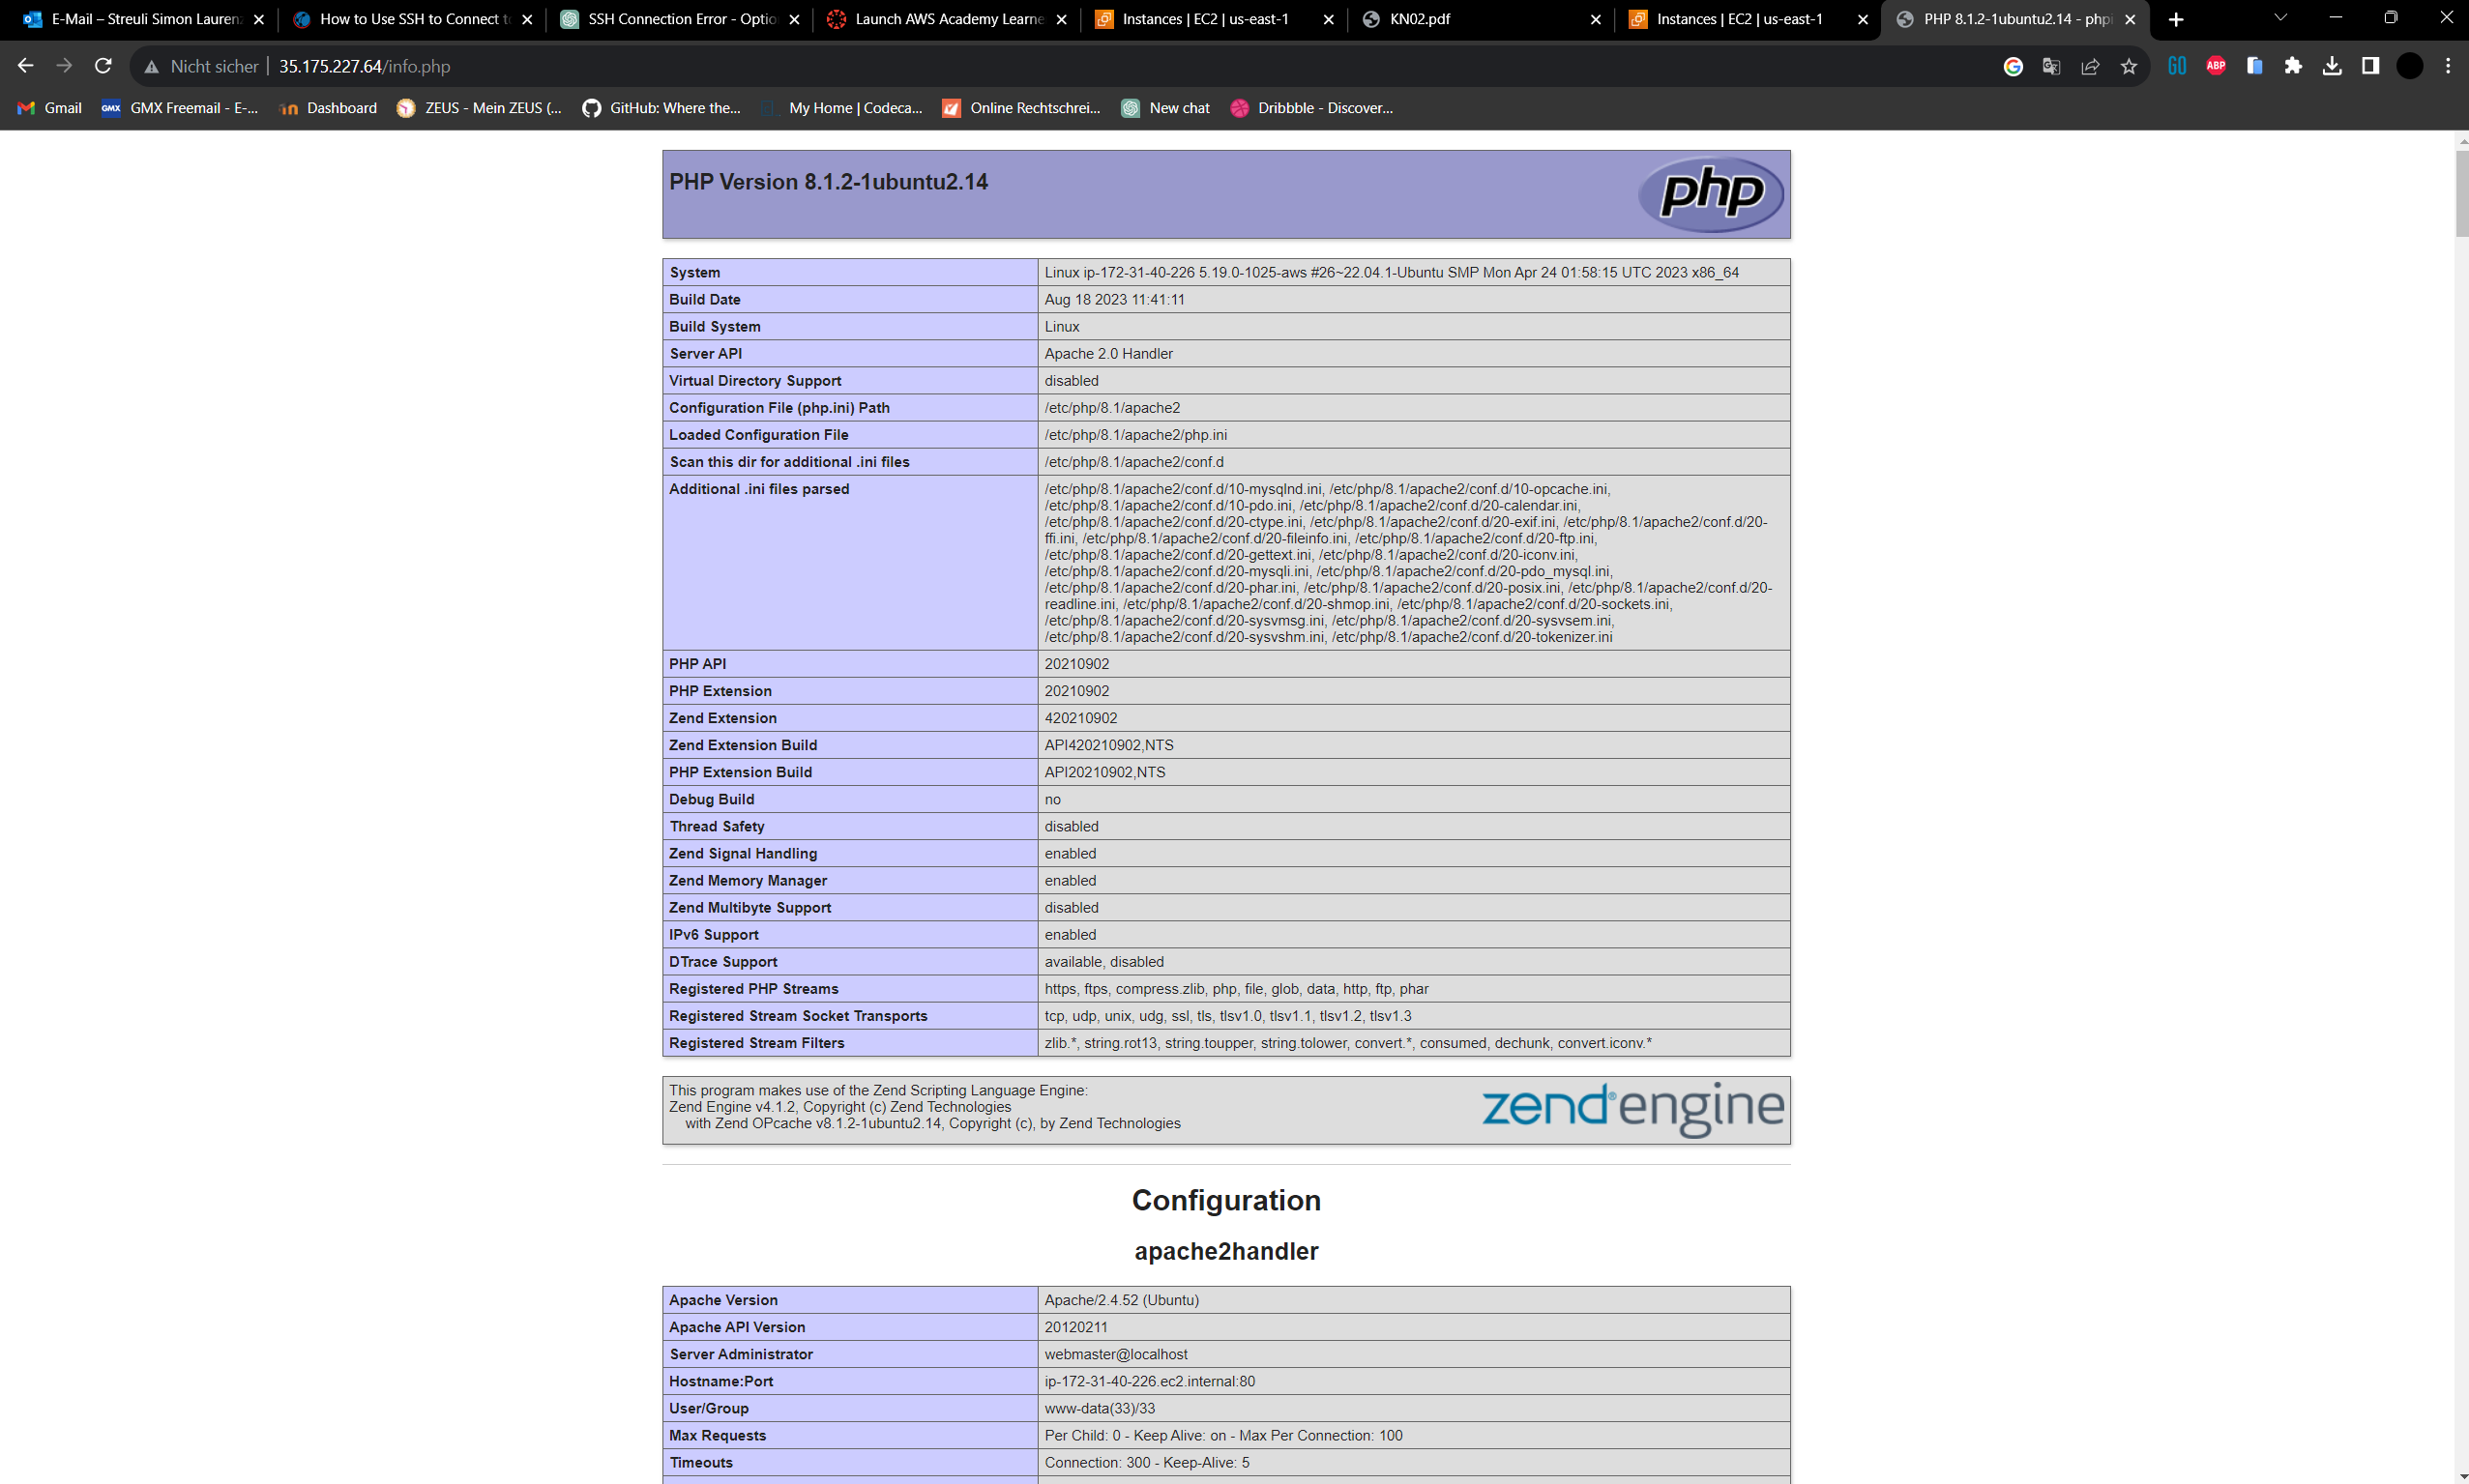 E-Mail – Streuli Simon Lauren
How to Use SSH to Connect t
SSH Connection Error - Optio
Launch AWS Academy Learne
Instances | EC2 | us-east-1
KN02.pdf
Instances | EC2 | us-east-1
PHP 8.1.2-1ubuntu2.14 - phpi
Nicht sicher 35.175.227.64/info.php
GO
ABP
Gmail
GMX GMX Freemail - E-...
Dashboard
ZEUS - Mein ZEUS (...
GitHub: Where the...
My Home | Codeca...
Online Rechtschrei...
New chat
Dribbble - Discover...
PHP Version 8.1.2-1ubuntu2.14
php
System Linux ip-172-31-40-226 5.19.0-1025-aws #26~22.04.1-Ubuntu SMP Mon Apr 24 01:58:15 UTC 2023 x86_64
Build Date Aug 18 2023 11:41:11
Build System Linux
Server API Apache 2.0 Handler
Virtual Directory Support disabled
Configuration File (php.ini) Path /etc/php/8.1/apache2
Loaded Configuration File /etc/php/8.1/apache2/php.ini
Scan this dir for additional .ini files /etc/php/8.1/apache2/conf.d
Additional .ini files parsed /etc/php/8.1/apache2/conf.d/10-mysqlnd.ini, /etc/php/8.1/apache2/conf.d/10-opcache.ini,
/etc/php/8.1/apache2/conf.d/10-pdo.ini, /etc/php/8.1/apache2/conf.d/20-calendar.ini,
/etc/php/8.1/apache2/conf.d/20-ctype.ini, /etc/php/8.1/apache2/conf.d/20-exif.ini, /etc/php/8.1/apache2/conf.d/20-
ffi.ini, /etc/php/8.1/apache2/conf.d/20-fileinfo.ini, /etc/php/8.1/apache2/conf.d/20-ftp.ini,
/etc/php/8.1/apache2/conf.d/20-gettext.ini, /etc/php/8.1/apache2/conf.d/20-iconv.ini,
/etc/php/8.1/apache2/conf.d/20-mysqli.ini, /etc/php/8.1/apache2/conf.d/20-pdo_mysql.ini,
/etc/php/8.1/apache2/conf.d/20-phar.ini, /etc/php/8.1/apache2/conf.d/20-posix.ini, /etc/php/8.1/apache2/conf.d/20-
readline.ini, /etc/php/8.1/apache2/conf.d/20-shmop.ini, /etc/php/8.1/apache2/conf.d/20-sockets.ini,
/etc/php/8.1/apache2/conf.d/20-sysvmsg.ini, /etc/php/8.1/apache2/conf.d/20-sysvsem.ini,
/etc/php/8.1/apache2/conf.d/20-sysvshm.ini, /etc/php/8.1/apache2/conf.d/20-tokenizer.ini
PHP API 20210902
PHP Extension 20210902
Zend Extension 420210902
Zend Extension Build API420210902,NTS
PHP Extension Build API20210902,NTS
Debug Build no
Thread Safety disabled
Zend Signal Handling enabled
Zend Memory Manager enabled
Zend Multibyte Support disabled
IPv6 Support enabled
DTrace Support available, disabled
Registered PHP Streams https, ftps, compress.zlib, php, file, glob, data, http, ftp, phar
Registered Stream Socket Transports tcp, udp, unix, udg, ssl, tls, tlsv1.0, tlsv1.1, tlsv1.2, tlsv1.3
Registered Stream Filters zlib.*, string.rot13, string.toupper, string.tolower, convert.*, consumed, dechunk, convert.iconv.*
This program makes use of the Zend Scripting Language Engine:
Zend Engine v4.1.2, Copyright (c) Zend Technologies
with Zend OPcache v8.1.2-1ubuntu2.14, Copyright (c), by Zend Technologies
zend®engine
Configuration
apache2handler
Apache Version Apache/2.4.52 (Ubuntu)
Apache API Version 20120211
Server Administrator webmaster@localhost
Hostname:Port ip-172-31-40-226.ec2.internal:80
User/Group www-data(33)/33
Max Requests Per Child: 0 - Keep Alive: on - Max Per Connection: 100
Timeouts Connection: 300 - Keep-Alive: 5